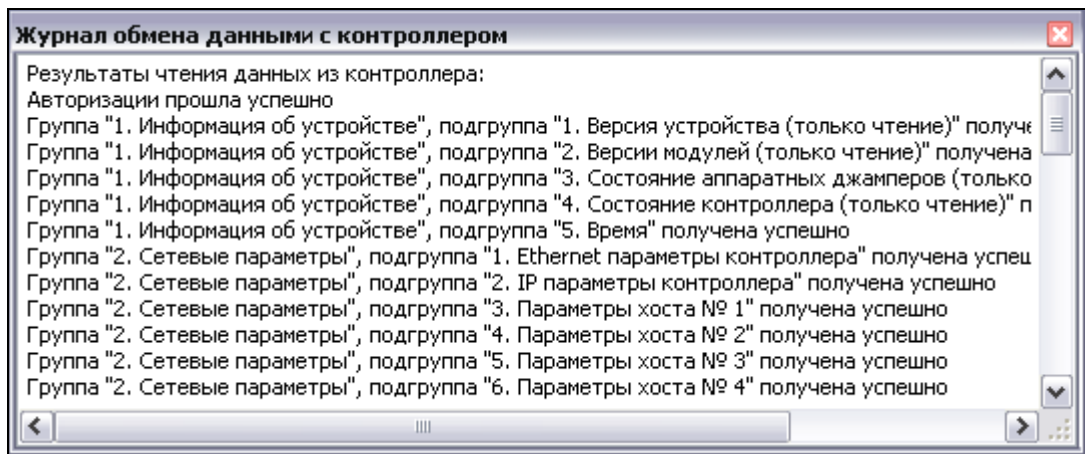 Журнал обмена данными с контроллером
Результаты чтения данных из контроллера:
Авторизации прошла успешно
Группа "1. Информация об устройстве", подгруппа "1. Версия устройства (только чтение)" получе
Группа "1. Информация об устройстве", подгруппа "2. Версии модулей (только чтение)" получена
Группа "1. Информация об устройстве", подгруппа "3. Состояние аппаратных джамперов (только
Группа "1. Информация об устройстве", подгруппа "4. Состояние контроллера (только чтение)" п
Группа "1. Информация об устройстве", подгруппа "5. Время" получена успешно
Группа "2. Сетевые параметры", подгруппа "1. Ethernet параметры контроллера" получена успеш
Группа "2. Сетевые параметры", подгруппа "2. IP параметры контроллера" получена успешно
Группа "2. Сетевые параметры", подгруппа "3. Параметры хоста № 1" получена успешно
Группа "2. Сетевые параметры", подгруппа "4. Параметры хоста № 2" получена успешно
Группа "2. Сетевые параметры", подгруппа "5. Параметры хоста № 3" получена успешно
Группа "2. Сетевые параметры", подгруппа "6. Параметры хоста № 4" получена успешно